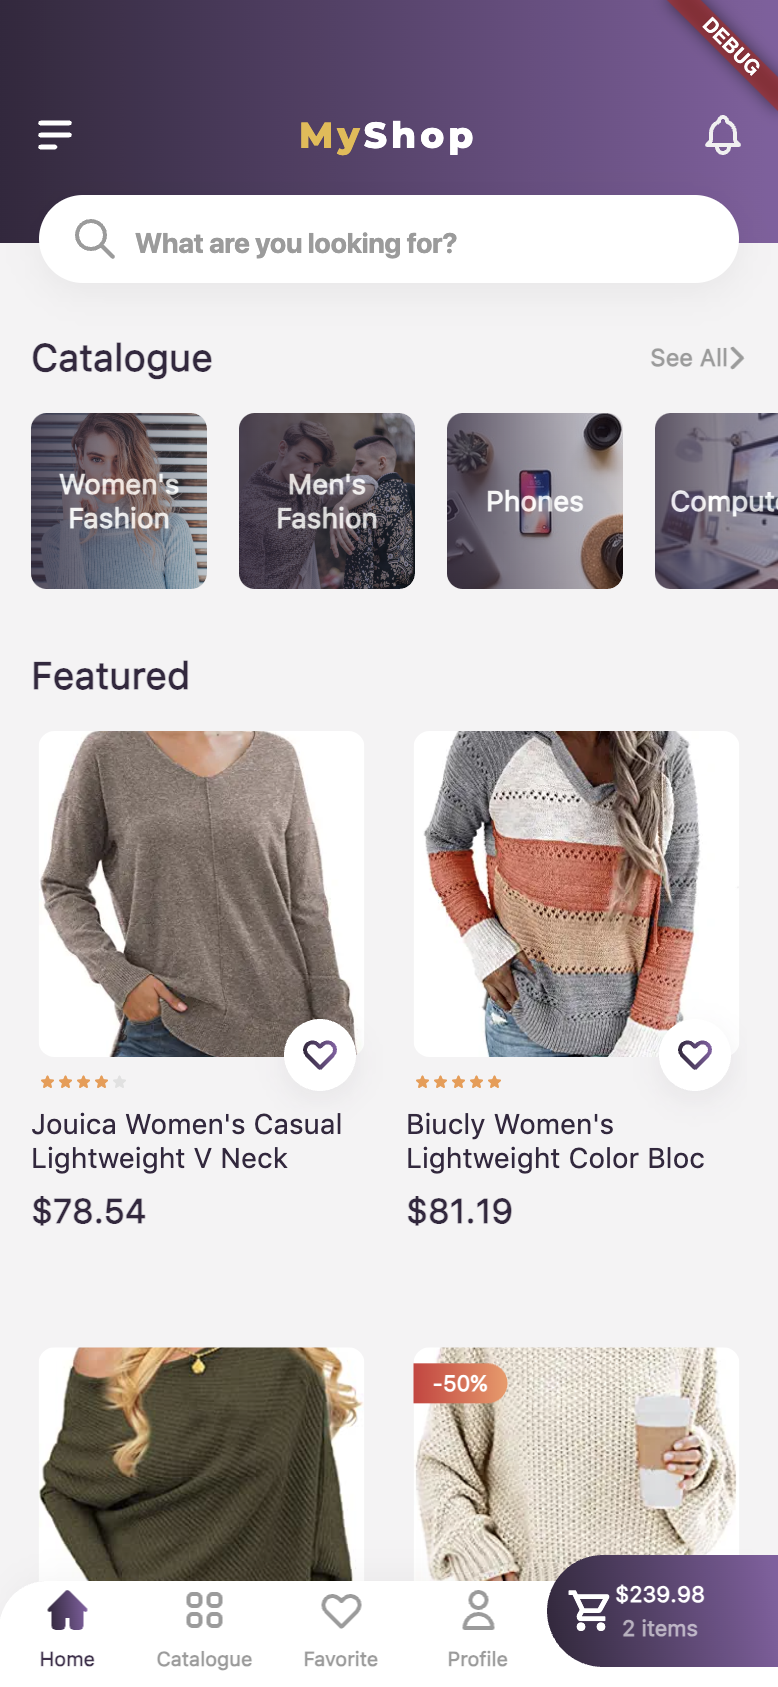 DEBUG
MyShop
What are you looking for?
Catalogue
See All
Women's
Fashion
Men's
Fashion
Phones
Compute
Featured
Jouica Women's Casual
Lightweight V Neck
$78.54
Biucly Women's
Lightweight Color Bloc
$81.19
-50%
$239.98
2 items
Home
Catalogue
Favorite
Profile